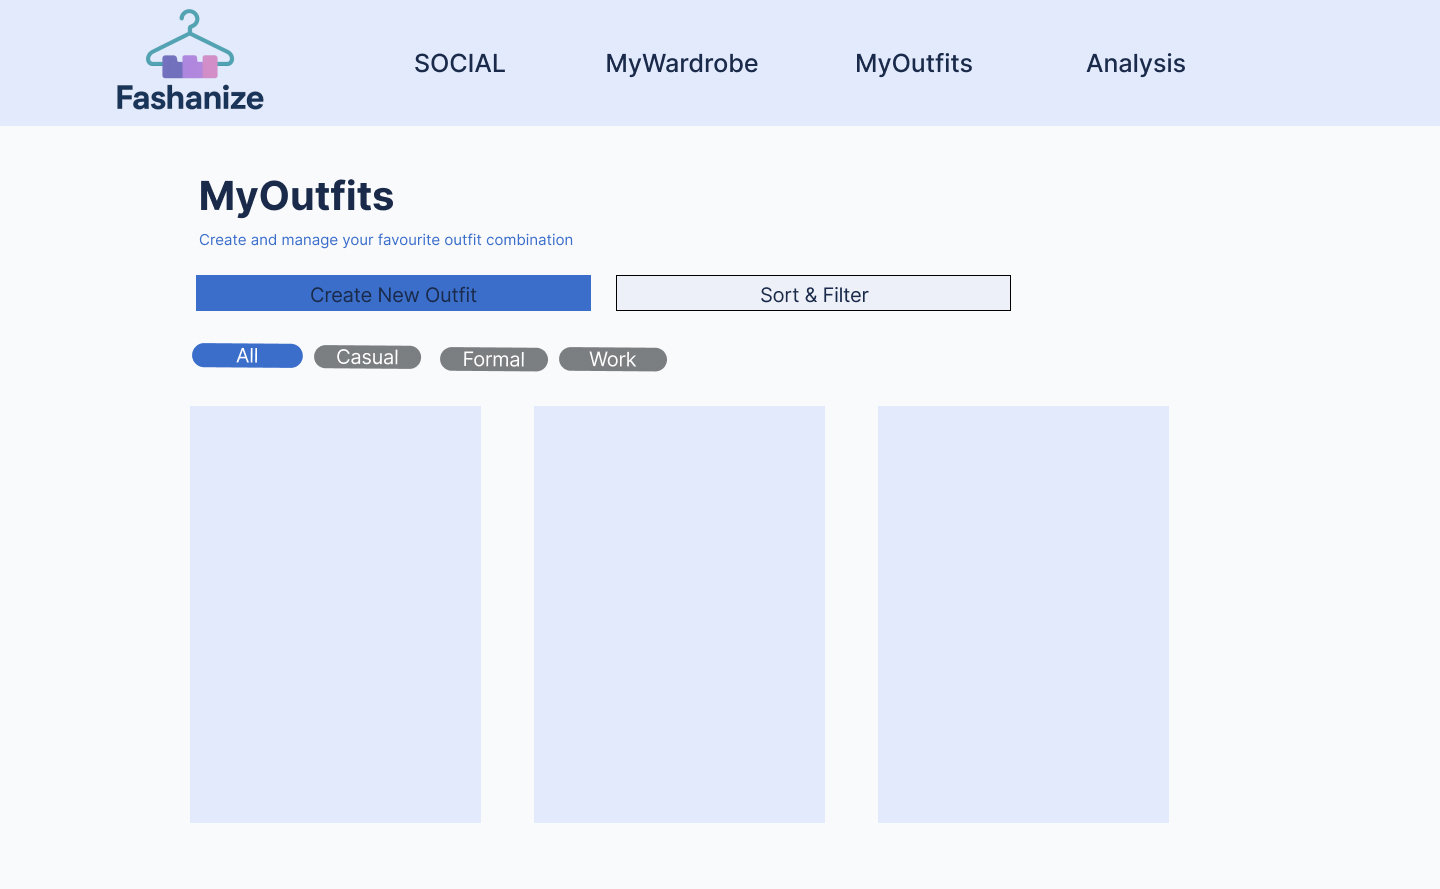 Fashanize
SOCIAL MyWardrobe MyOutfits Analysis
MyOutfits
Create and manage your favourite outfit combination
Create New Outfit Sort & Filter
All Casual Formal Work